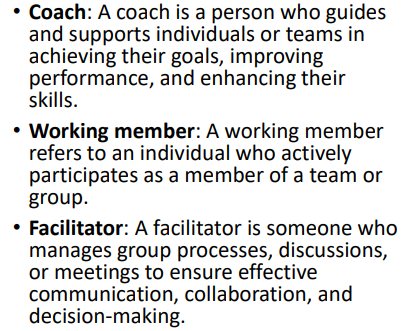 • Coach: A coach is a person who guides
and supports individuals or teams in
achieving their goals, improving
performance, and enhancing their
skills.
• Working member: A working member
refers to an individual who actively
participates as a member of a team or
group.
• Facilitator: A facilitator is someone who
manages group processes, discussions,
or meetings to ensure effective
communication, collaboration, and
decision-making.